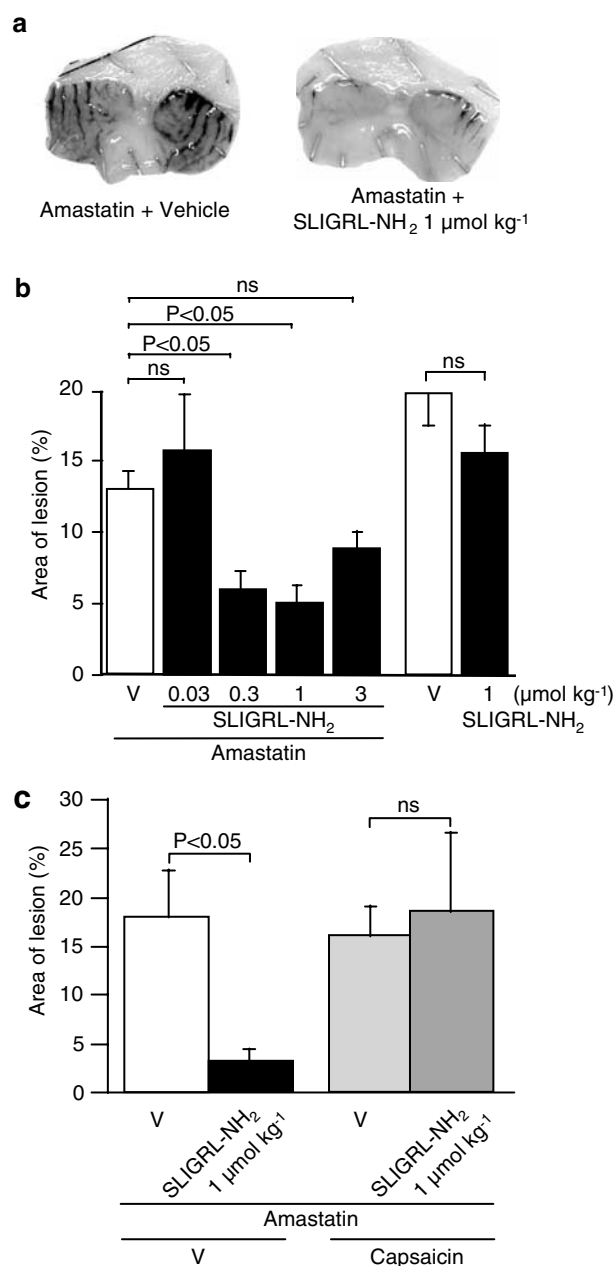 a
Amastatin + Vehicle
Amastatin +
SLIGRL-NH₂ 1 μmol kg⁻¹
b
ns
P<0.05
P<0.05
ns
ns
Area of lesion (%)
20
15
10
5
0
V 0.03 0.3 1 3 V 1 (μmol kg⁻¹)
SLIGRL-NH₂ SLIGRL-NH₂
Amastatin
c
P<0.05
ns
Area of lesion (%)
30
25
20
15
10
5
0
V
SLIGRL-NH₂
1 μmol kg⁻¹
V
SLIGRL-NH₂
1 μmol kg⁻¹
Amastatin
V Capsaicin